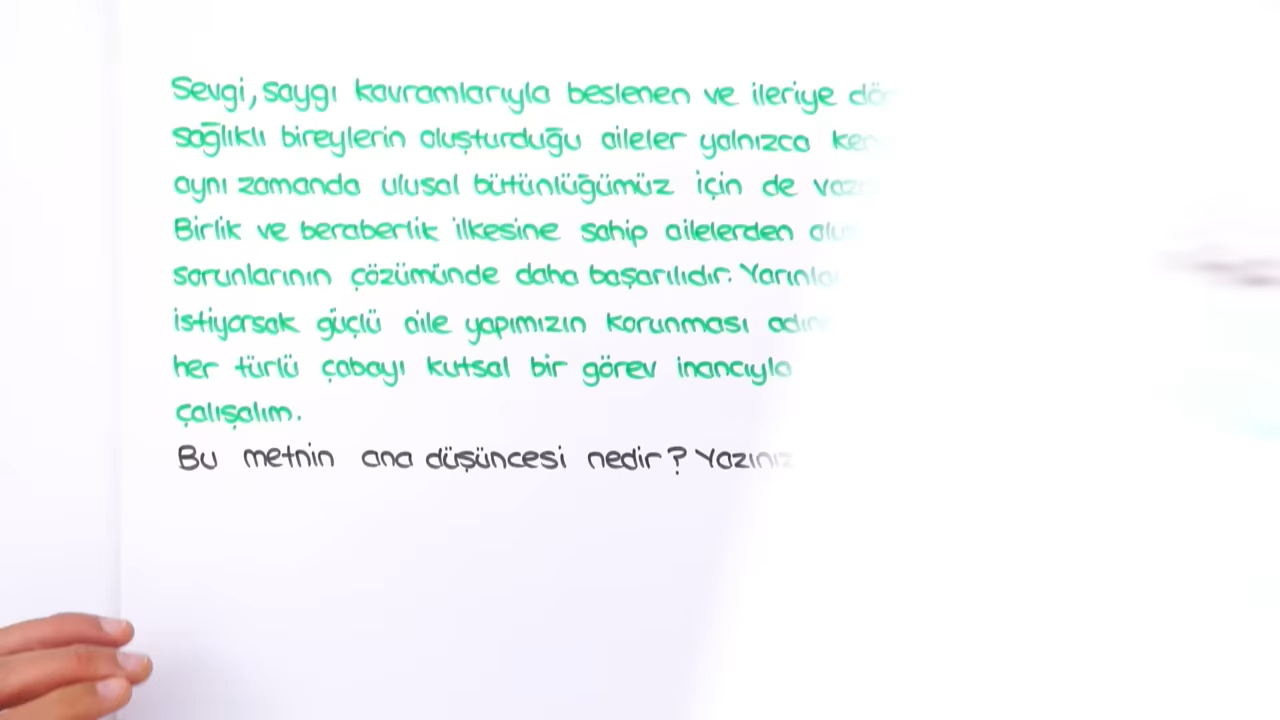 Sevgi, saygı kavramlarıyla beslenen ve ileriye
sağlıklı bireylerin oluşturduğu aileler yalnızca
aynı zamanda ulusal bütünlüğümüz için de
Birlik ve beraberlik ilkesine sahip ailelerden
sorunlarının çözümünde daha başarılıdır.
istiyorsak güçlü aile yapımızın korunması
her türlü çabayı kutsal bir görev inancıyla
çalışalım.
Bu metnin ana düşüncesi nedir?